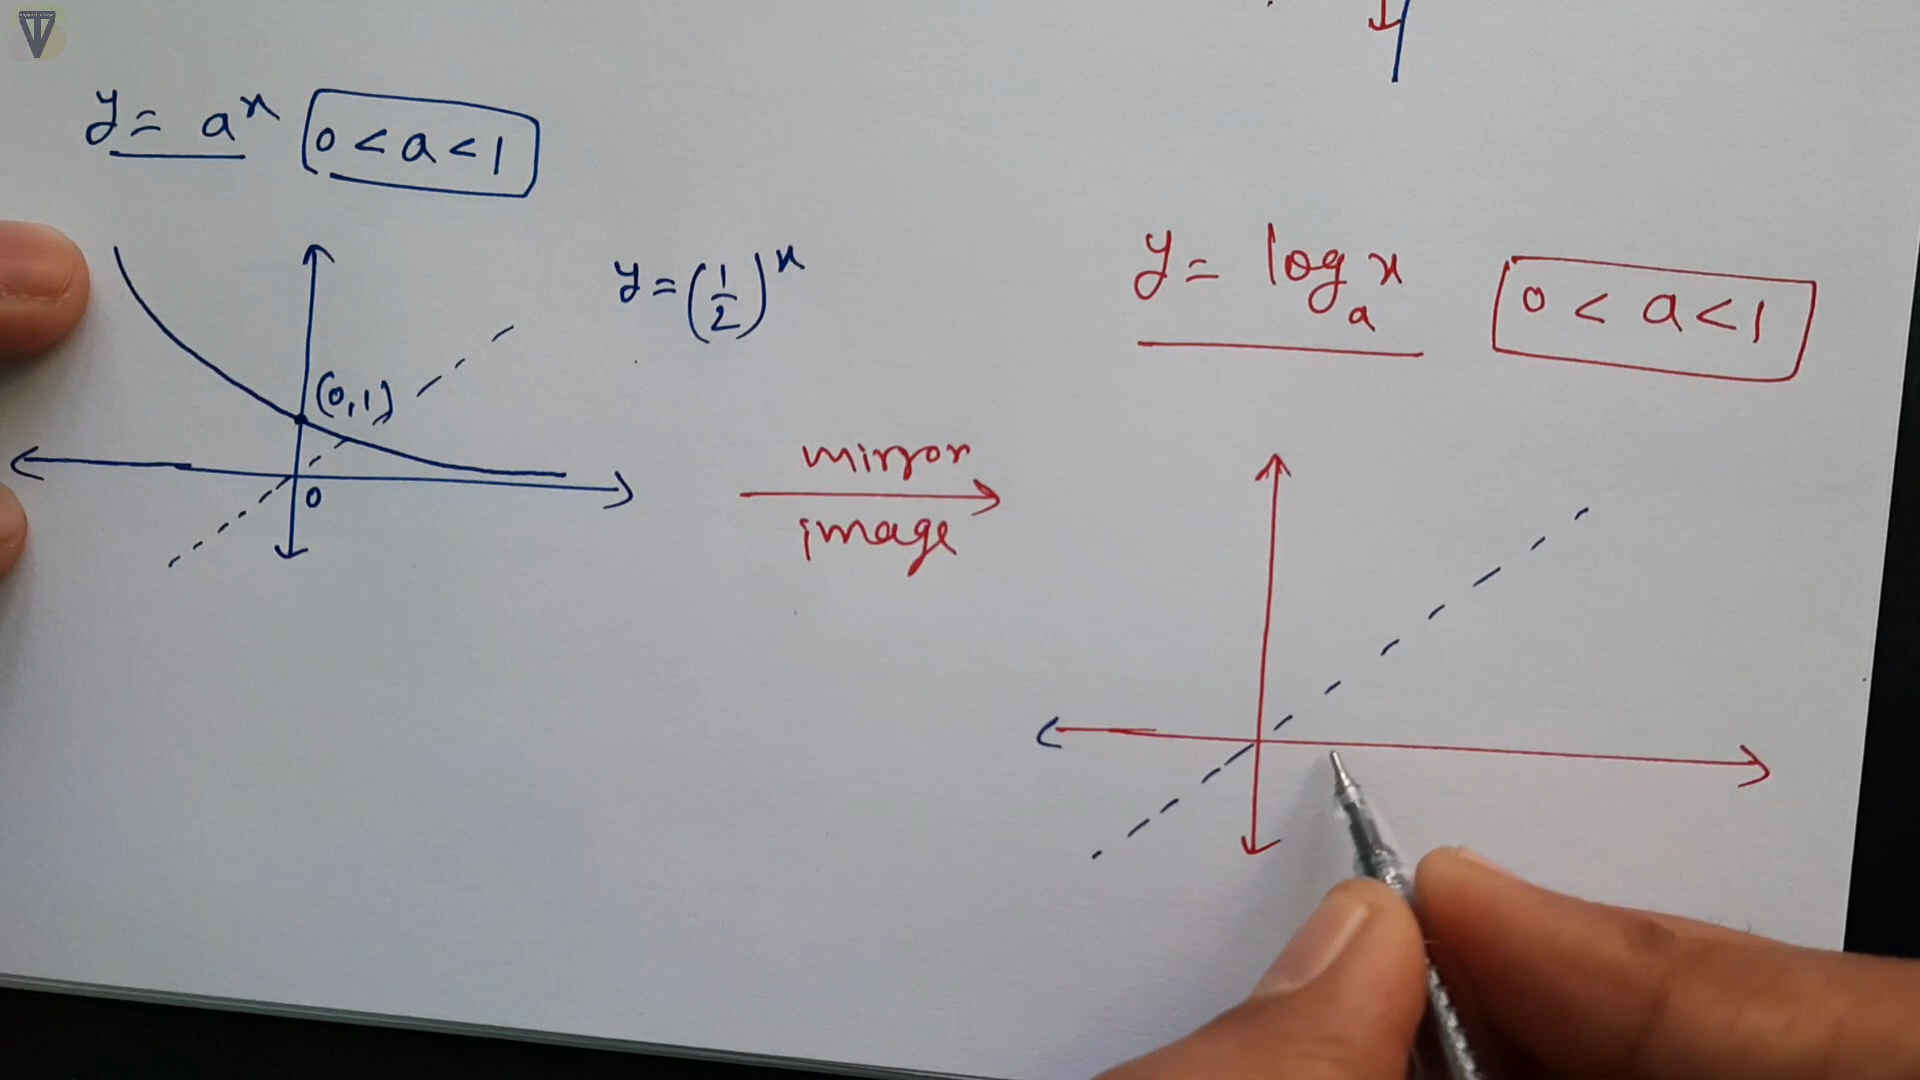 y = a^x 0 < a < 1
y = (1/2)^x
(0,1)
0
mirror
image
y = log_a x 0 < a < 1